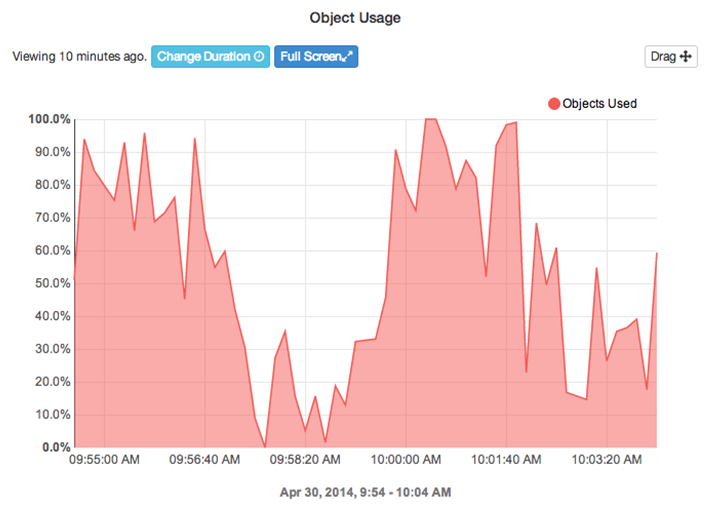 Object Usage
Viewing 10 minutes ago. Change Duration Full Screen Drag
Objects Used
100.0%
90.0%
80.0%
70.0%
60.0%
50.0%
40.0%
30.0%
20.0%
10.0%
0.0%
09:55:00 AM 09:56:40 AM 09:58:20 AM 10:00:00 AM 10:01:40 AM 10:03:20 AM
Apr 30, 2014, 9:54 - 10:04 AM